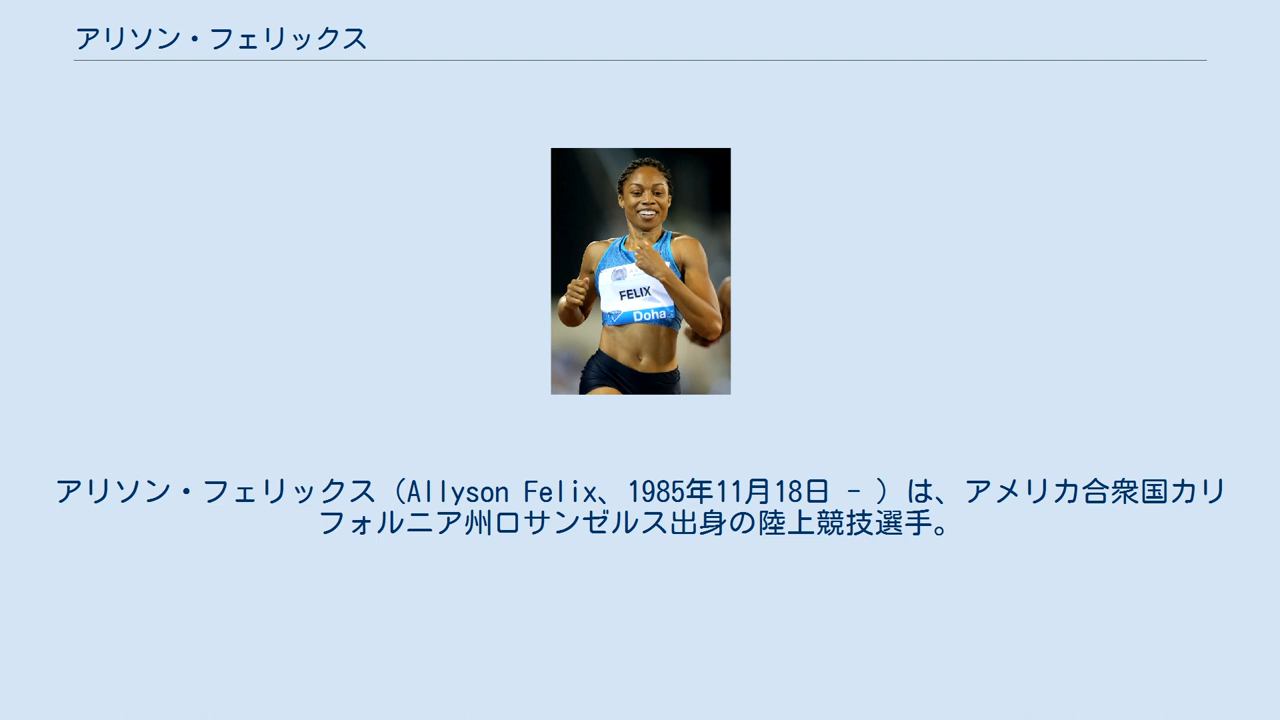 アリソン・フェリックス
FELIX
Doha
アリソン・フェリックス（Allyson Felix、1985年11月18日 - ）は、アメリカ合衆国カリ
フォルニア州ロサンゼルス出身の陸上競技選手。